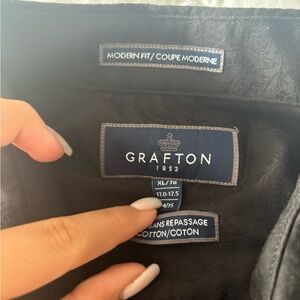 MODERN FIT/ COUPE MODERNE
GRAFTON
1853
XL/TG
17.0-17.5
SANS REPASSAGE
COTTON/COTON